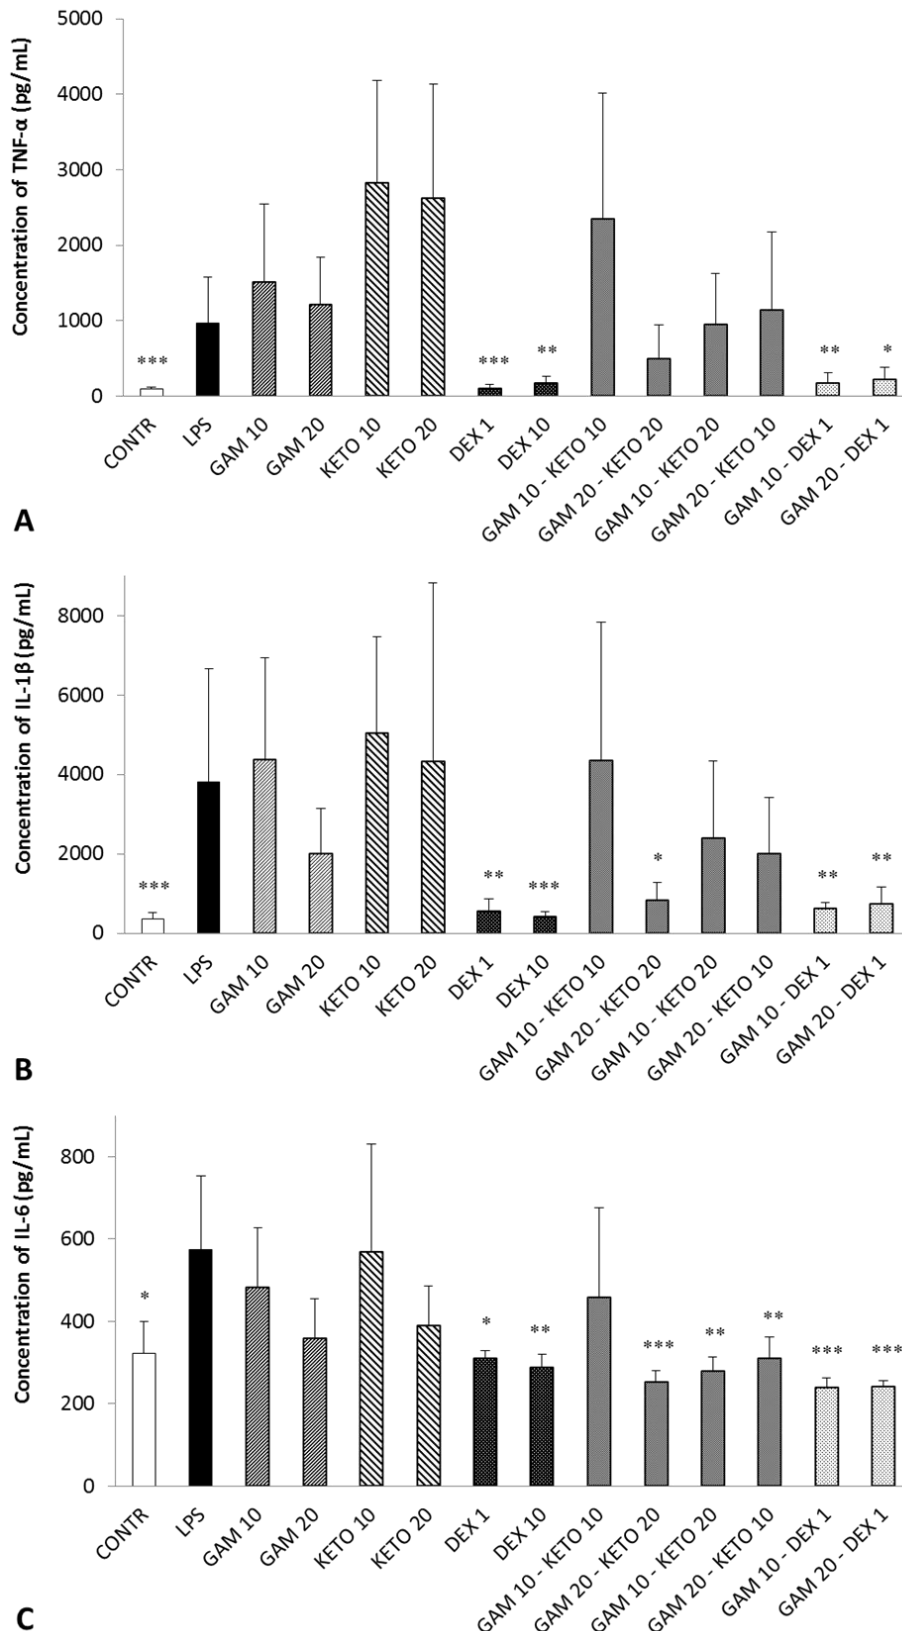 Concentration of TNF-α (pg/mL)
5000
4000
3000
2000
1000
0
*** *** ** ** *
CONTR
LPS
GAM 10
GAM 20
KETO 10
KETO 20
DEX 1
DEX 10
GAM 10 - KETO 10
GAM 20 - KETO 20
GAM 10 - KETO 20
GAM 20 - KETO 10
GAM 10 - DEX 1
GAM 20 - DEX 1
A
Concentration of IL-1β (pg/mL)
8000
6000
4000
2000
0
*** ** *** * ** **
CONTR
LPS
GAM 10
GAM 20
KETO 10
KETO 20
DEX 1
DEX 10
GAM 10 - KETO 10
GAM 20 - KETO 20
GAM 10 - KETO 20
GAM 20 - KETO 10
GAM 10 - DEX 1
GAM 20 - DEX 1
B
Concentration of IL-6 (pg/mL)
800
600
400
200
0
* * ** *** ** ** *** ***
CONTR
LPS
GAM 10
GAM 20
KETO 10
KETO 20
DEX 1
DEX 10
GAM 10 - KETO 10
GAM 20 - KETO 20
GAM 10 - KETO 20
GAM 20 - KETO 10
GAM 10 - DEX 1
GAM 20 - DEX 1
C